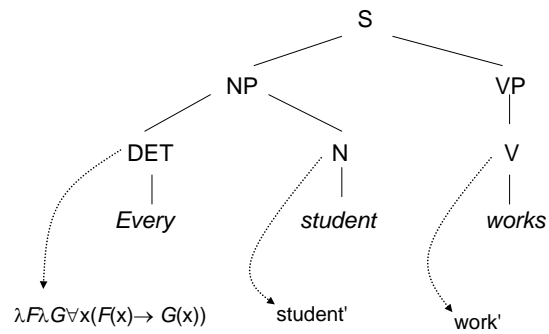 S
NP VP
DET N V
Every student works
λFλG∀x(F(x)→ G(x)) student' work'